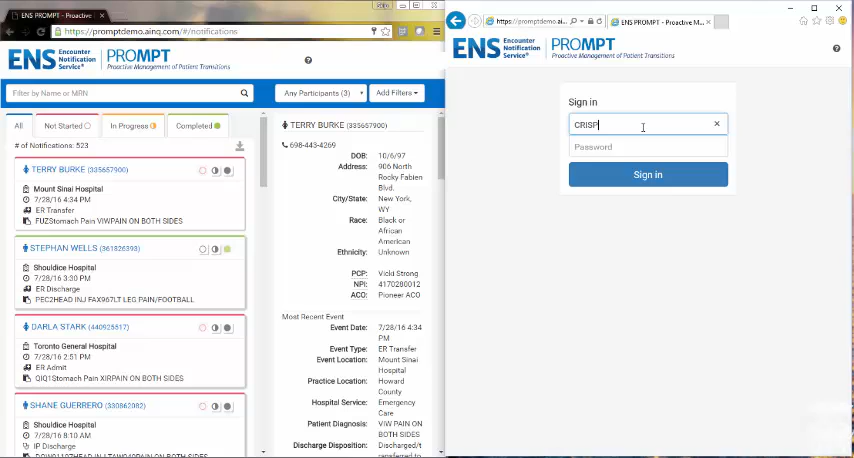 ENS PROMPT - Proactive
https://promptdemo.ainq.com/#/notifications
ENS Encounter Notification Service® PROMPT
Proactive Management of Patient Transitions
Filter by Name or MRN
Any Participants (3)
Add Filters
All
Not Started
In Progress
Completed
# of Notifications: 523
TERRY BURKE (335657900)
Mount Sinai Hospital
7/28/16 4:34 PM
ER Transfer
FUZStomach Pain VIWPAIN ON BOTH SIDES
STEPHAN WELLS (361826393)
Shouldice Hospital
7/28/16 3:30 PM
ER Discharge
PEC2HEAD INJ FAX967LT LEG PAIN/FOOTBALL
DARLA STARK (440925517)
Toronto General Hospital
7/28/16 2:51 PM
ER Admit
QIQ1Stomach Pain XIRPAIN ON BOTH SIDES
SHANE GUERRERO (330862082)
Shouldice Hospital
7/28/16 8:10 AM
IP Discharge
TERRY BURKE (335657900)
698-443-4269
DOB: 10/6/97
Address: 906 North
Rocky Fabien
Blvd.
City/State: New York,
WY
Race: Black or
African
American
Ethnicity: Unknown
PCP: Vicki Strong
NPI: 4170280012
ACO: Pioneer ACO
Most Recent Event
Event Date: 7/28/16 4:34
PM
Event Type: ER Transfer
Event Location: Mount Sinai
Hospital
Practice Location: Howard
County
Hospital Service: Emergency
Care
Patient Diagnosis: VIW PAIN ON
BOTH SIDES
Discharge Disposition: Discharged/t
https://promptdemo.ai...
ENS PROMPT - Proactive M...
ENS Encounter Notification Service® PROMPT
Proactive Management of Patient Transitions
Sign in
CRISP
Password
Sign in